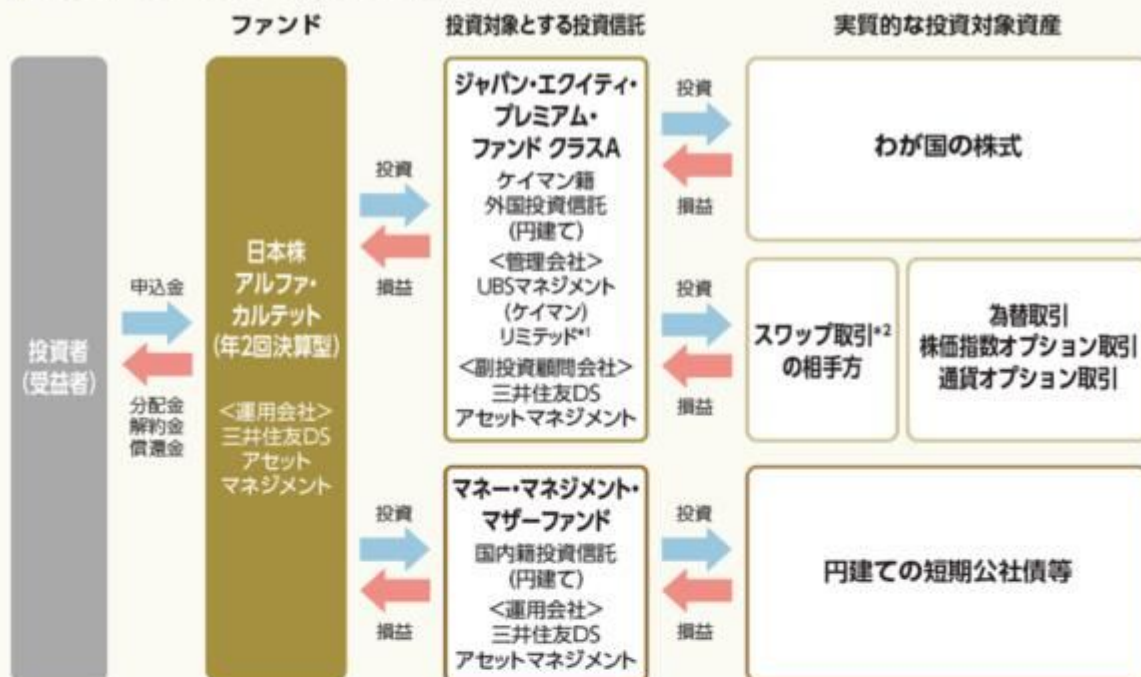 ファンド
投資対象とする投資信託
実質的な投資対象資産
投資者
(受益者)
申込金
分配金
解約金
償還金
日本株
アルファ・
カルテット
(年2回決算型)
<運用会社>
三井住友DS
アセット
マネジメント
投資
損益
ジャパン・エクイティ・
プレミアム・
ファンド クラスA
ケイマン籍
外国投資信託
(円建て)
<管理会社>
UBSマネジメント
(ケイマン)
リミテッド*1
<副投資顧問会社>
三井住友DS
アセットマネジメント
投資
損益
わが国の株式
投資
損益
スワップ取引*2
の相手方
為替取引
株価指数オプション取引
通貨オプション取引
投資
損益
マネー・マネジメント・
マザーファンド
国内籍投資信託
(円建て)
<運用会社>
三井住友DS
アセットマネジメント
投資
損益
円建ての短期公社債等